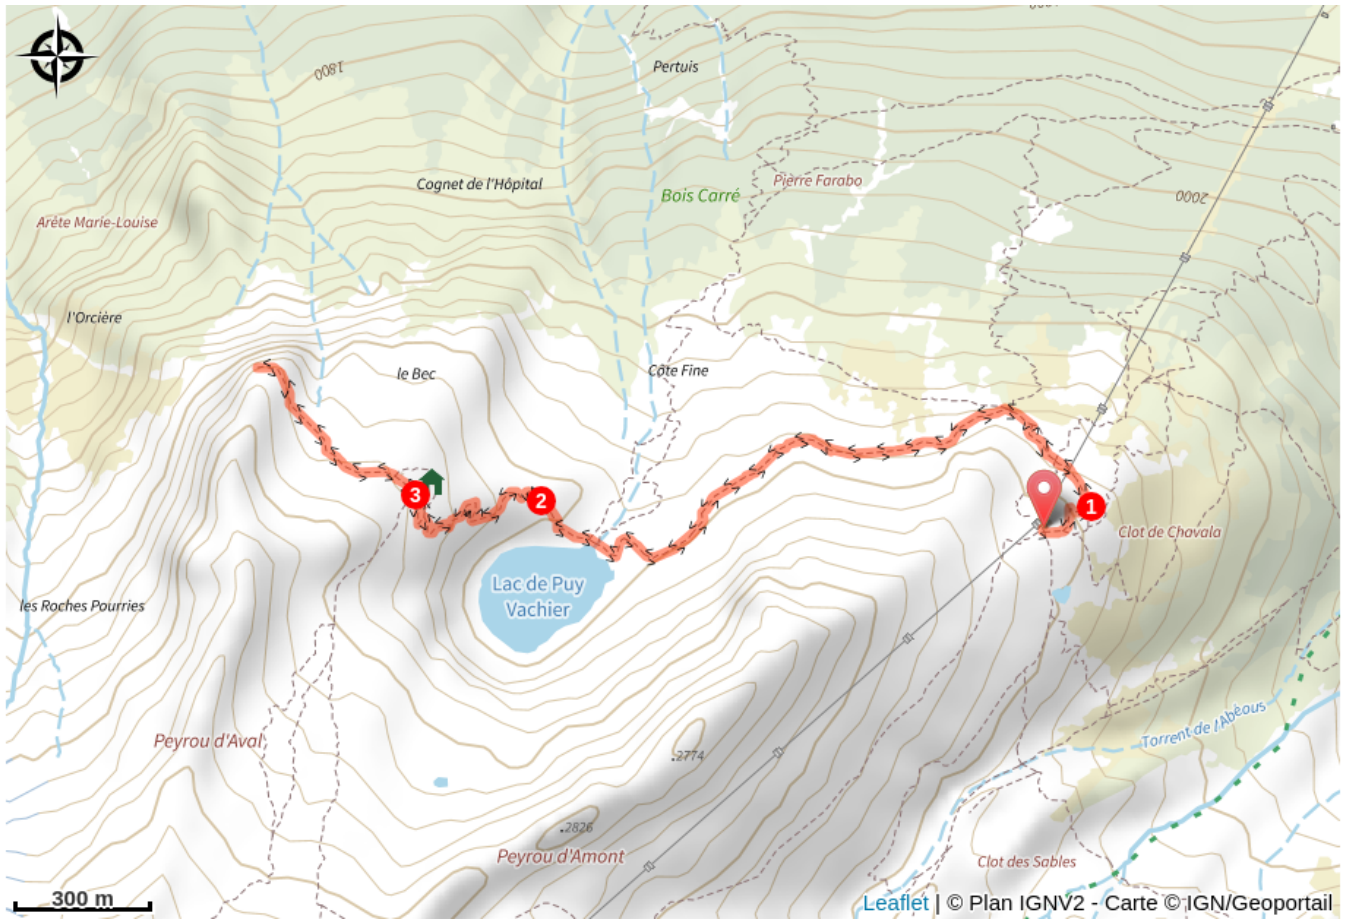 1800
Pertuis
Cognet de l'Hôpital
Bois Carré
Pierre Farabo
2000
Arête Marie-Louise
l'Orcière
le Bec
Côte Fine
3
2
1
Clot de Chavala
Lac de Puy
Vachier
les Roches Pourries
Torrent de l'Abéous
Peyrou d'Aval
.2774
.2826
Peyrou d'Amont
Clot des Sables
300 m
Leaflet | © Plan IGNV2 - Carte © IGN/Geoportail